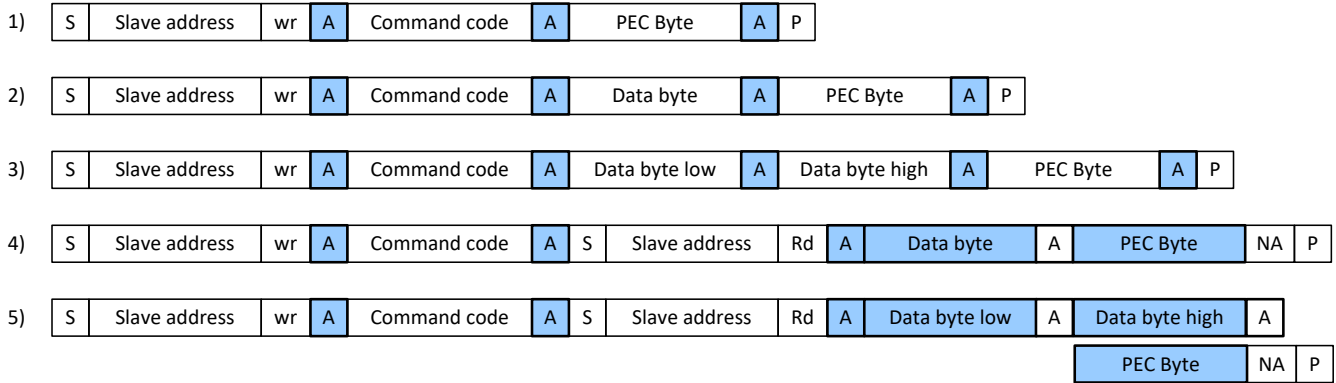 1) S Slave address wr A Command code A PEC Byte A P
2) S Slave address wr A Command code A Data byte A PEC Byte A P
3) S Slave address wr A Command code A Data byte low A Data byte high A PEC Byte A P
4) S Slave address wr A Command code A S Slave address Rd A Data byte A PEC Byte NA P
5) S Slave address wr A Command code A S Slave address Rd A Data byte low A Data byte high A
PEC Byte NA P